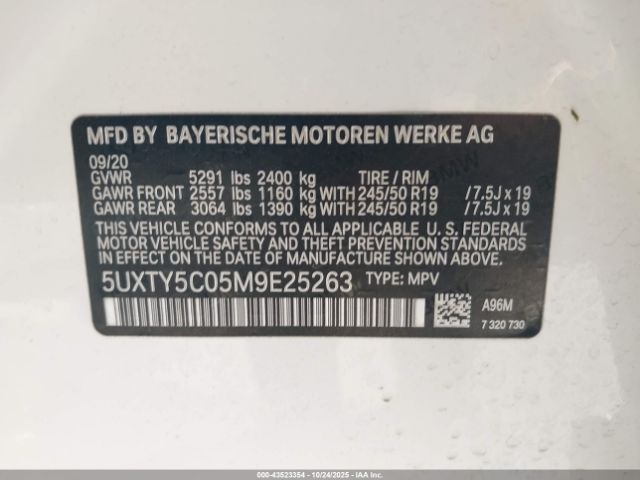 MFD BY BAYERISCHE MOTOREN WERKE AG
09/20
GVWR 5291 lbs 2400 kg TIRE / RIM
GAWR FRONT 2557 lbs 1160 kg WITH 245/50 R19 /7.5J x 19
GAWR REAR 3064 lbs 1390 kg WITH 245/50 R19 /7.5J x 19
THIS VEHICLE CONFORMS TO ALL APPLICABLE U. S. FEDERAL
MOTOR VEHICLE SAFETY AND THEFT PREVENTION STANDARDS
IN EFFECT ON THE DATE OF MANUFACTURE SHOWN ABOVE.
5UXTY5C05M9E25263 TYPE: MPV
A96M
7 320 730
000-43523354 - 10/24/2025 - © IAA Inc.